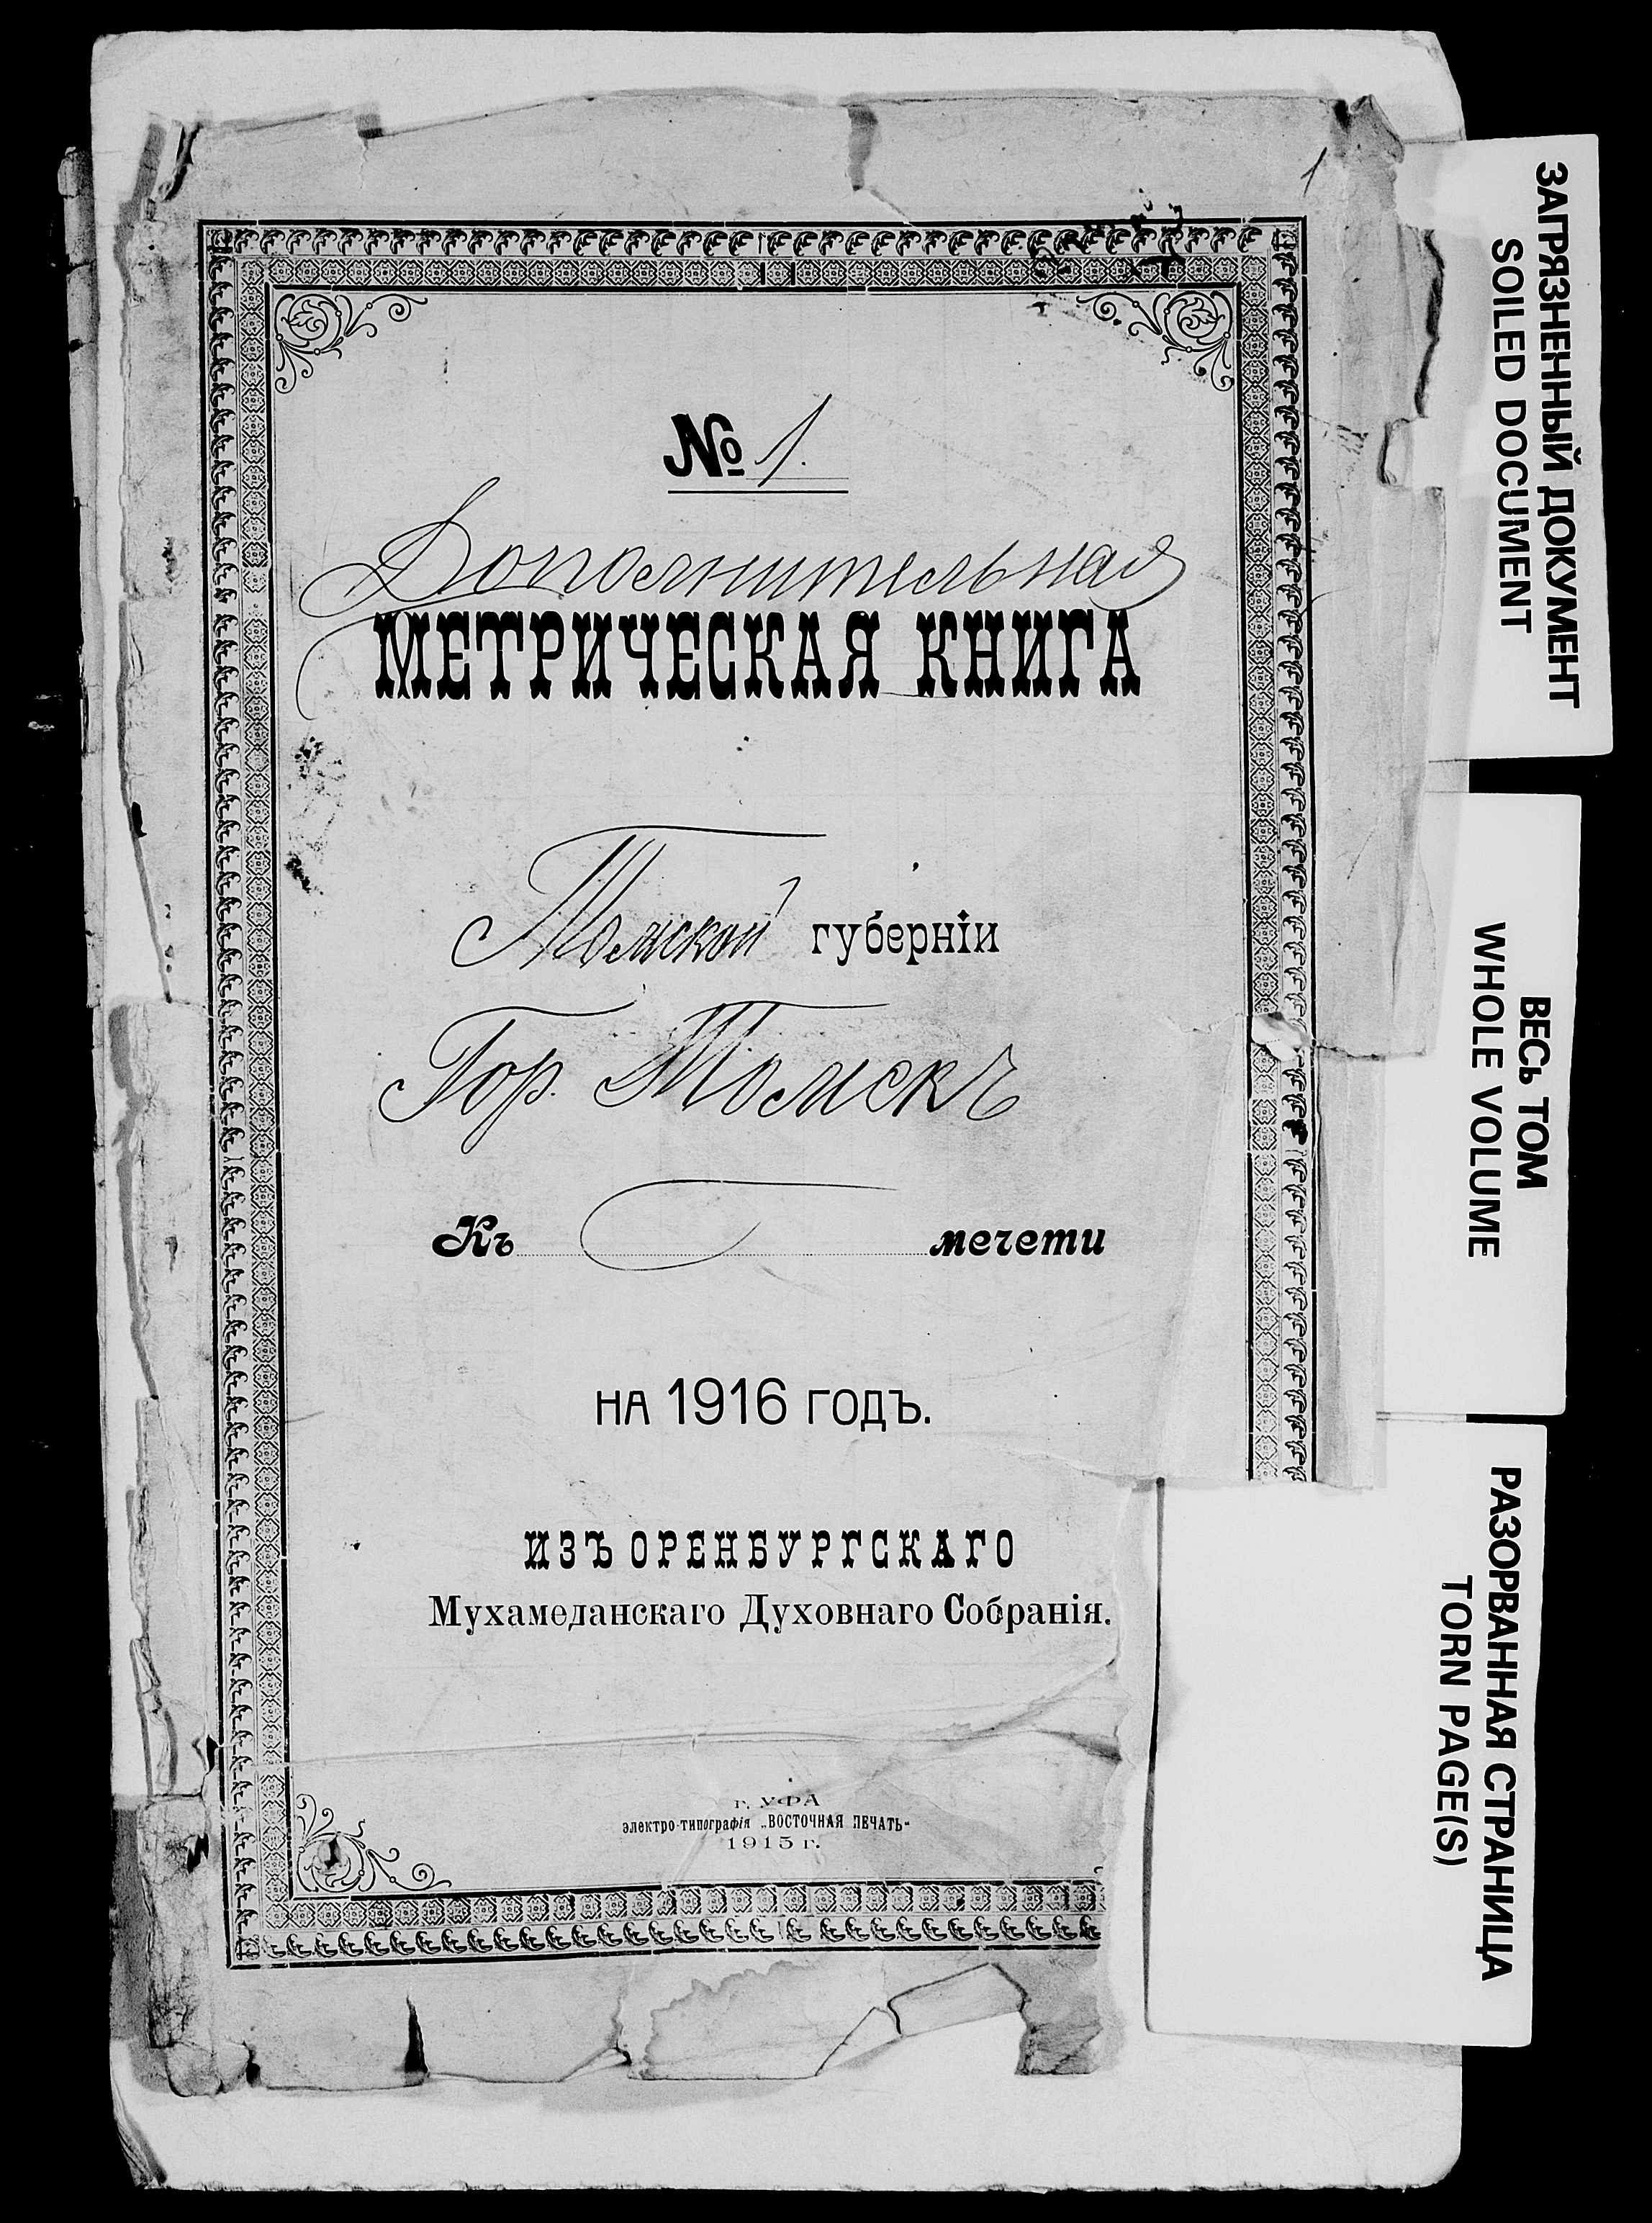 1
№ 1.
Дополнительная
МЕТРИЧЕСКАЯ КНИГА
Томской губерніи
Гор. Томскъ
Къ мечети
на 1916 годъ.
ИЗЪ ОРЕНБУРГСКАГО
Мухамеданскаго Духовнаго Собранія.
г. УФА
электро-типографія „ВОСТОЧНАЯ ПЕЧАТЬ„
1915 г.
ЗАГРЯЗНЕННЫЙ ДОКУМЕНТ
SOILED DOCUMENT
ВЕСЬ ТОМ
WHOLE VOLUME
РАЗОРВАННАЯ СТРАНИЦА
TORN PAGE(S)